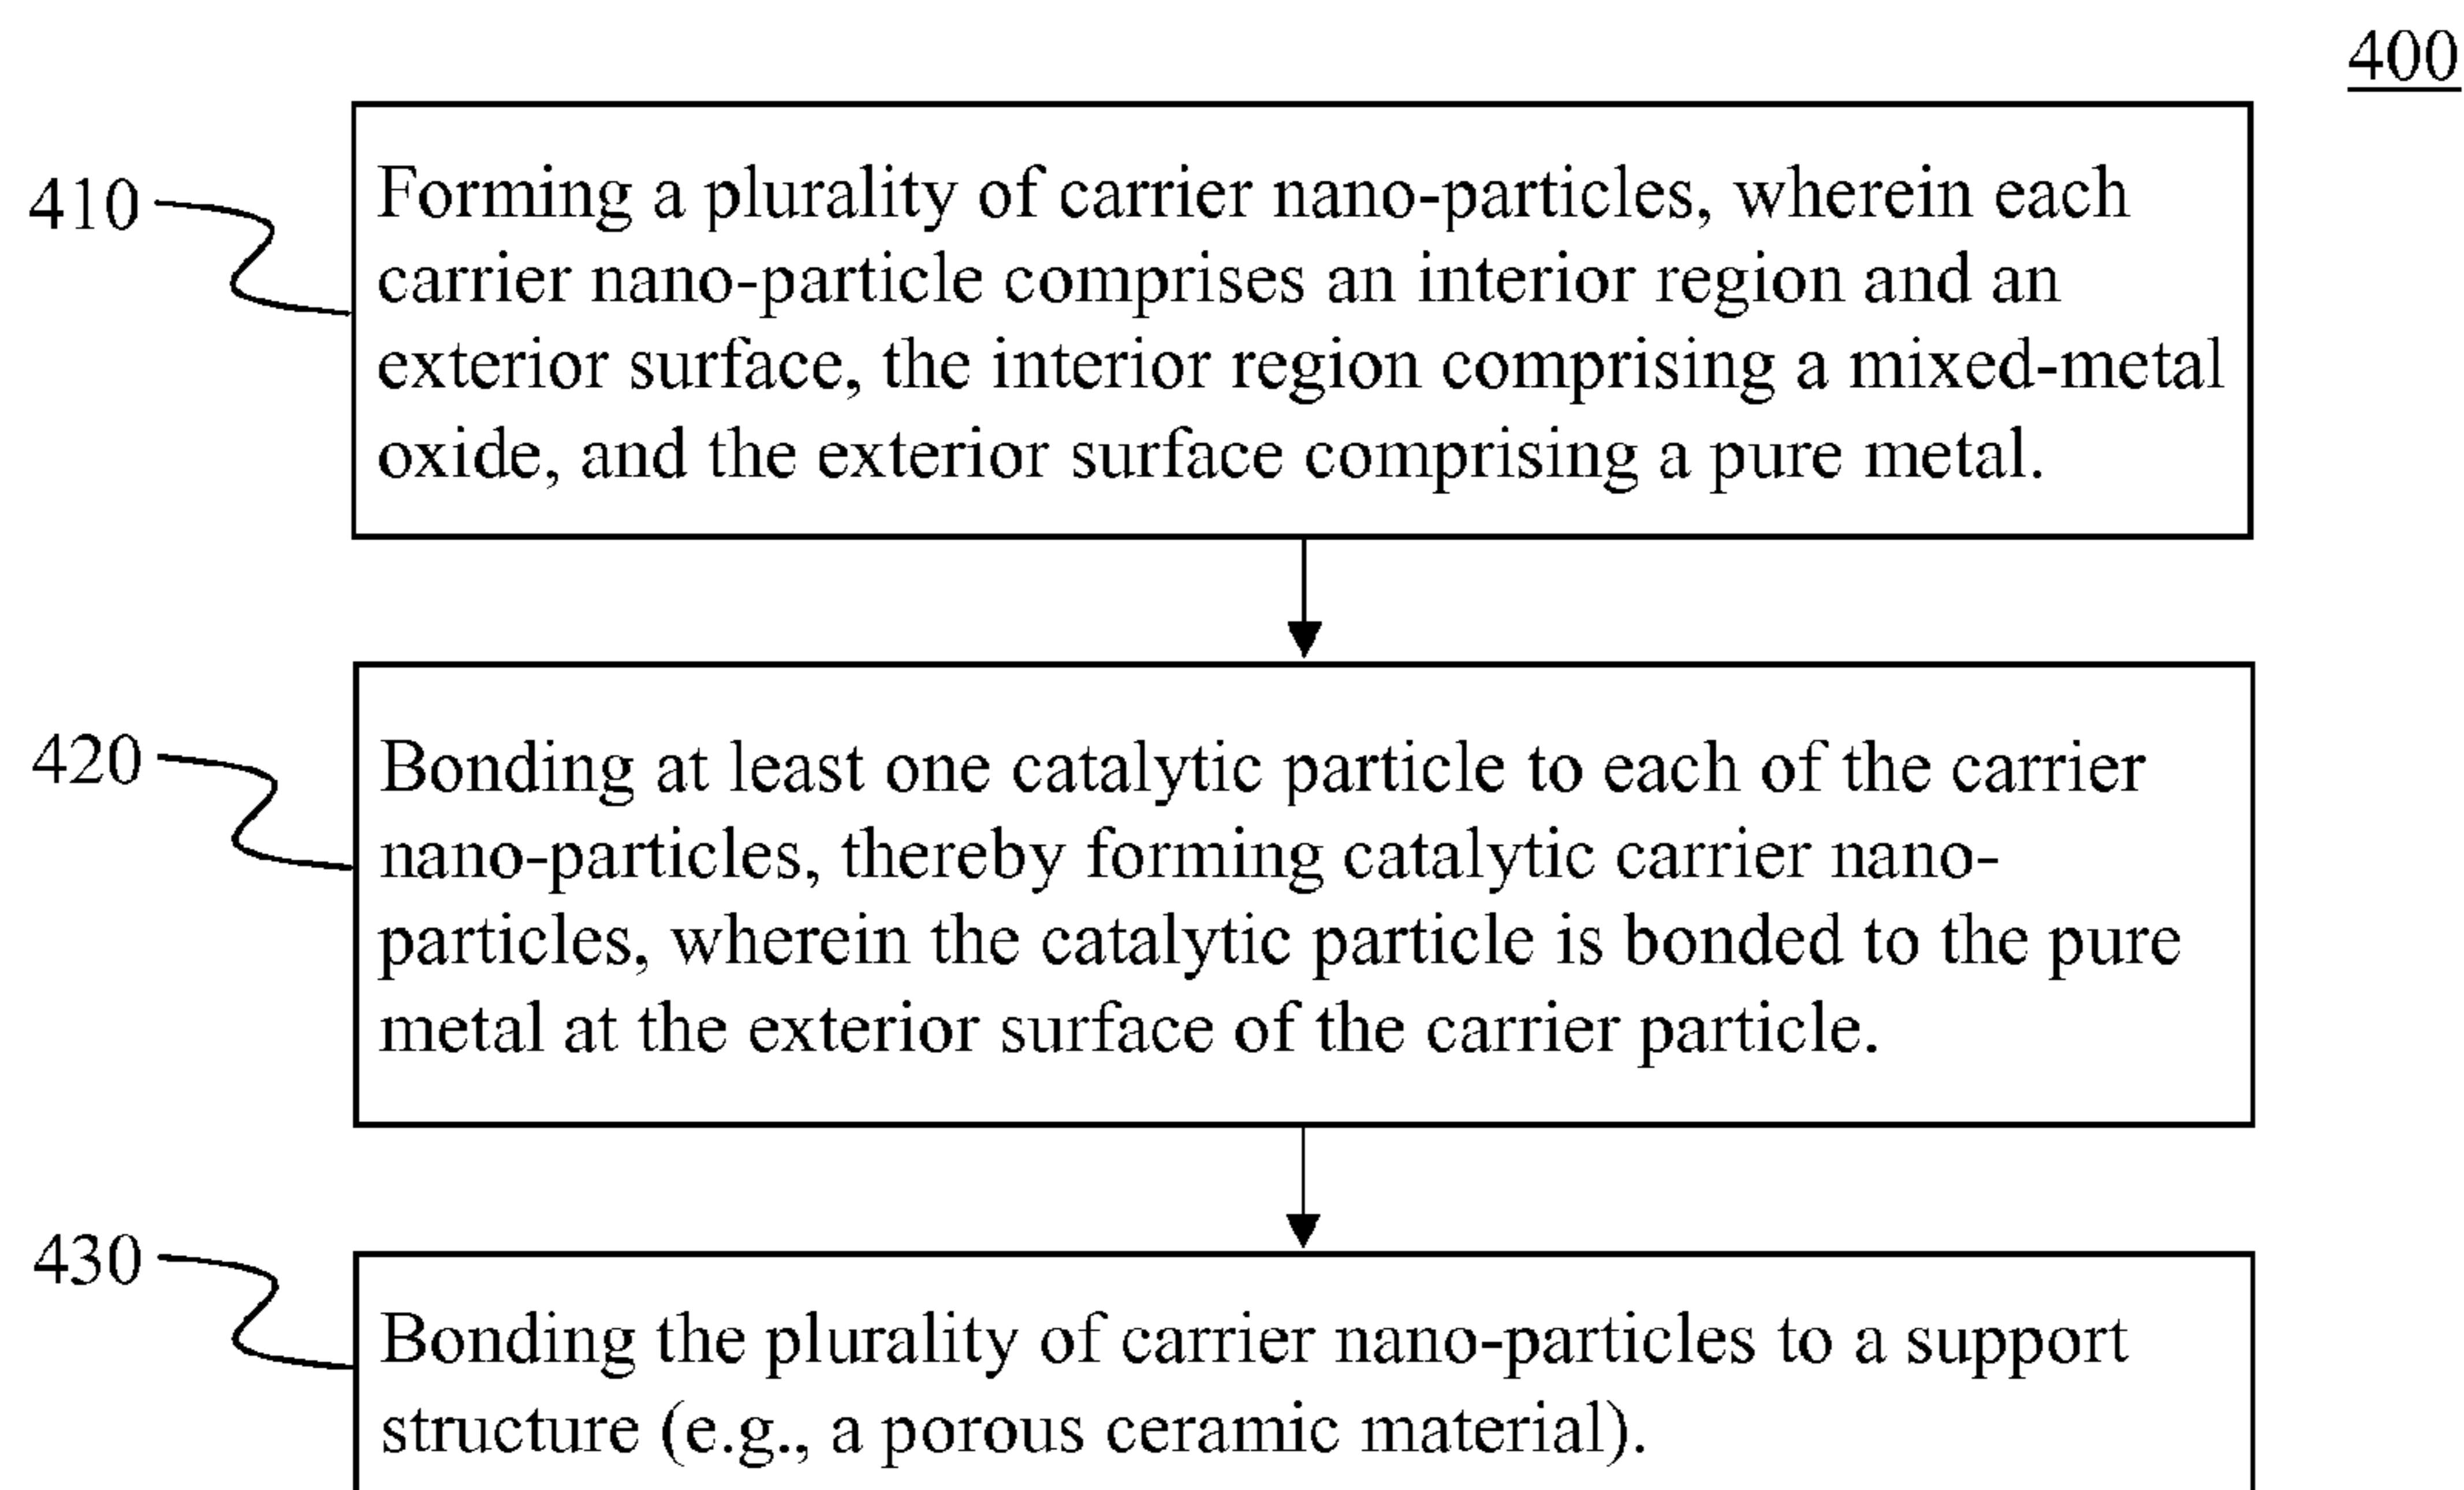 400
410
Forming a plurality of carrier nano-particles, wherein each
carrier nano-particle comprises an interior region and an
exterior surface, the interior region comprising a mixed-metal
oxide, and the exterior surface comprising a pure metal.
420
Bonding at least one catalytic particle to each of the carrier
nano-particles, thereby forming catalytic carrier nano-
particles, wherein the catalytic particle is bonded to the pure
metal at the exterior surface of the carrier particle.
430
Bonding the plurality of carrier nano-particles to a support
structure (e.g., a porous ceramic material).